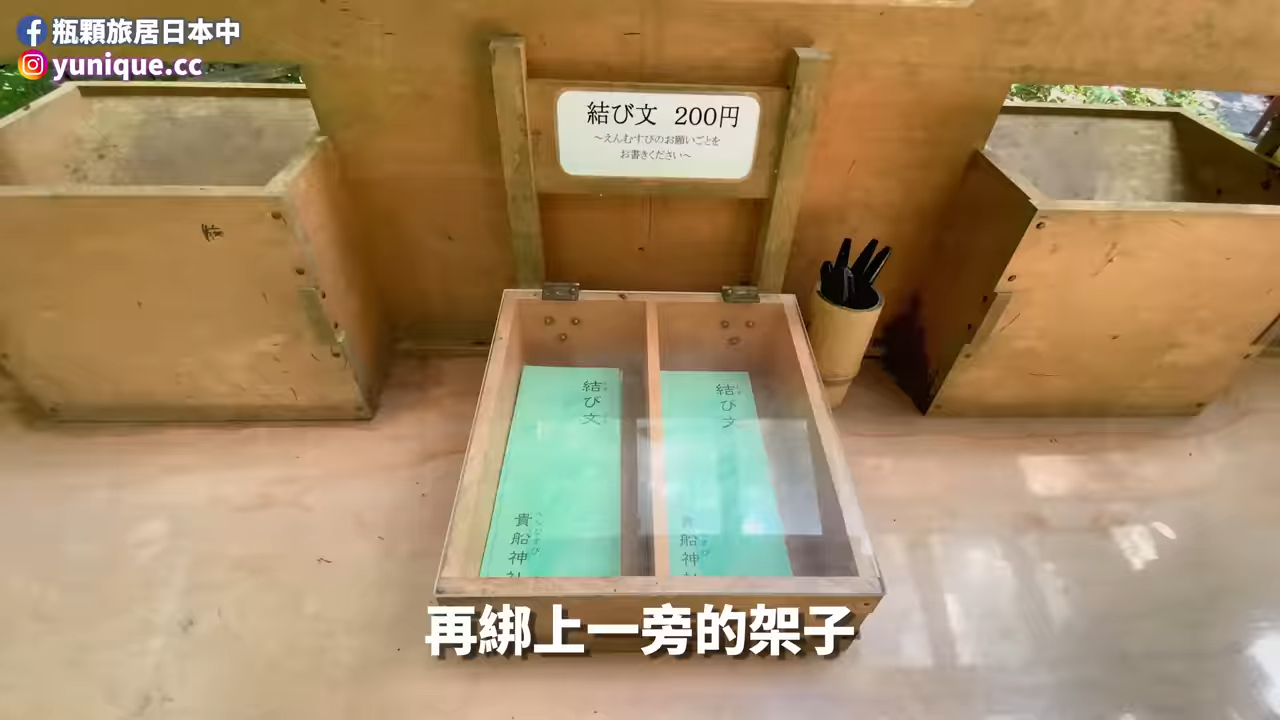 瓶顆旅居日本中
yunique.cc
結び文 200円
～えんむすびのお願いごとを
お書きください～
結び文
貴船神社
結び文
貴船神社
再綁上一旁的架子